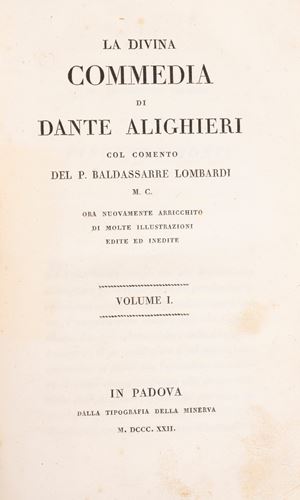 LA DIVINA
COMMEDIA
DI
DANTE ALIGHIERI
COL COMENTO
DEL P. BALDASSARRE LOMBARDI
M. C.
ORA NUOVAMENTE ARRICCHITO
DI MOLTE ILLUSTRAZIONI
EDITE ED INEDITE
VOLUME I.
IN PADOVA
DALLA TIPOGRAFIA DELLA MINERVA
M. DCCC. XXII.